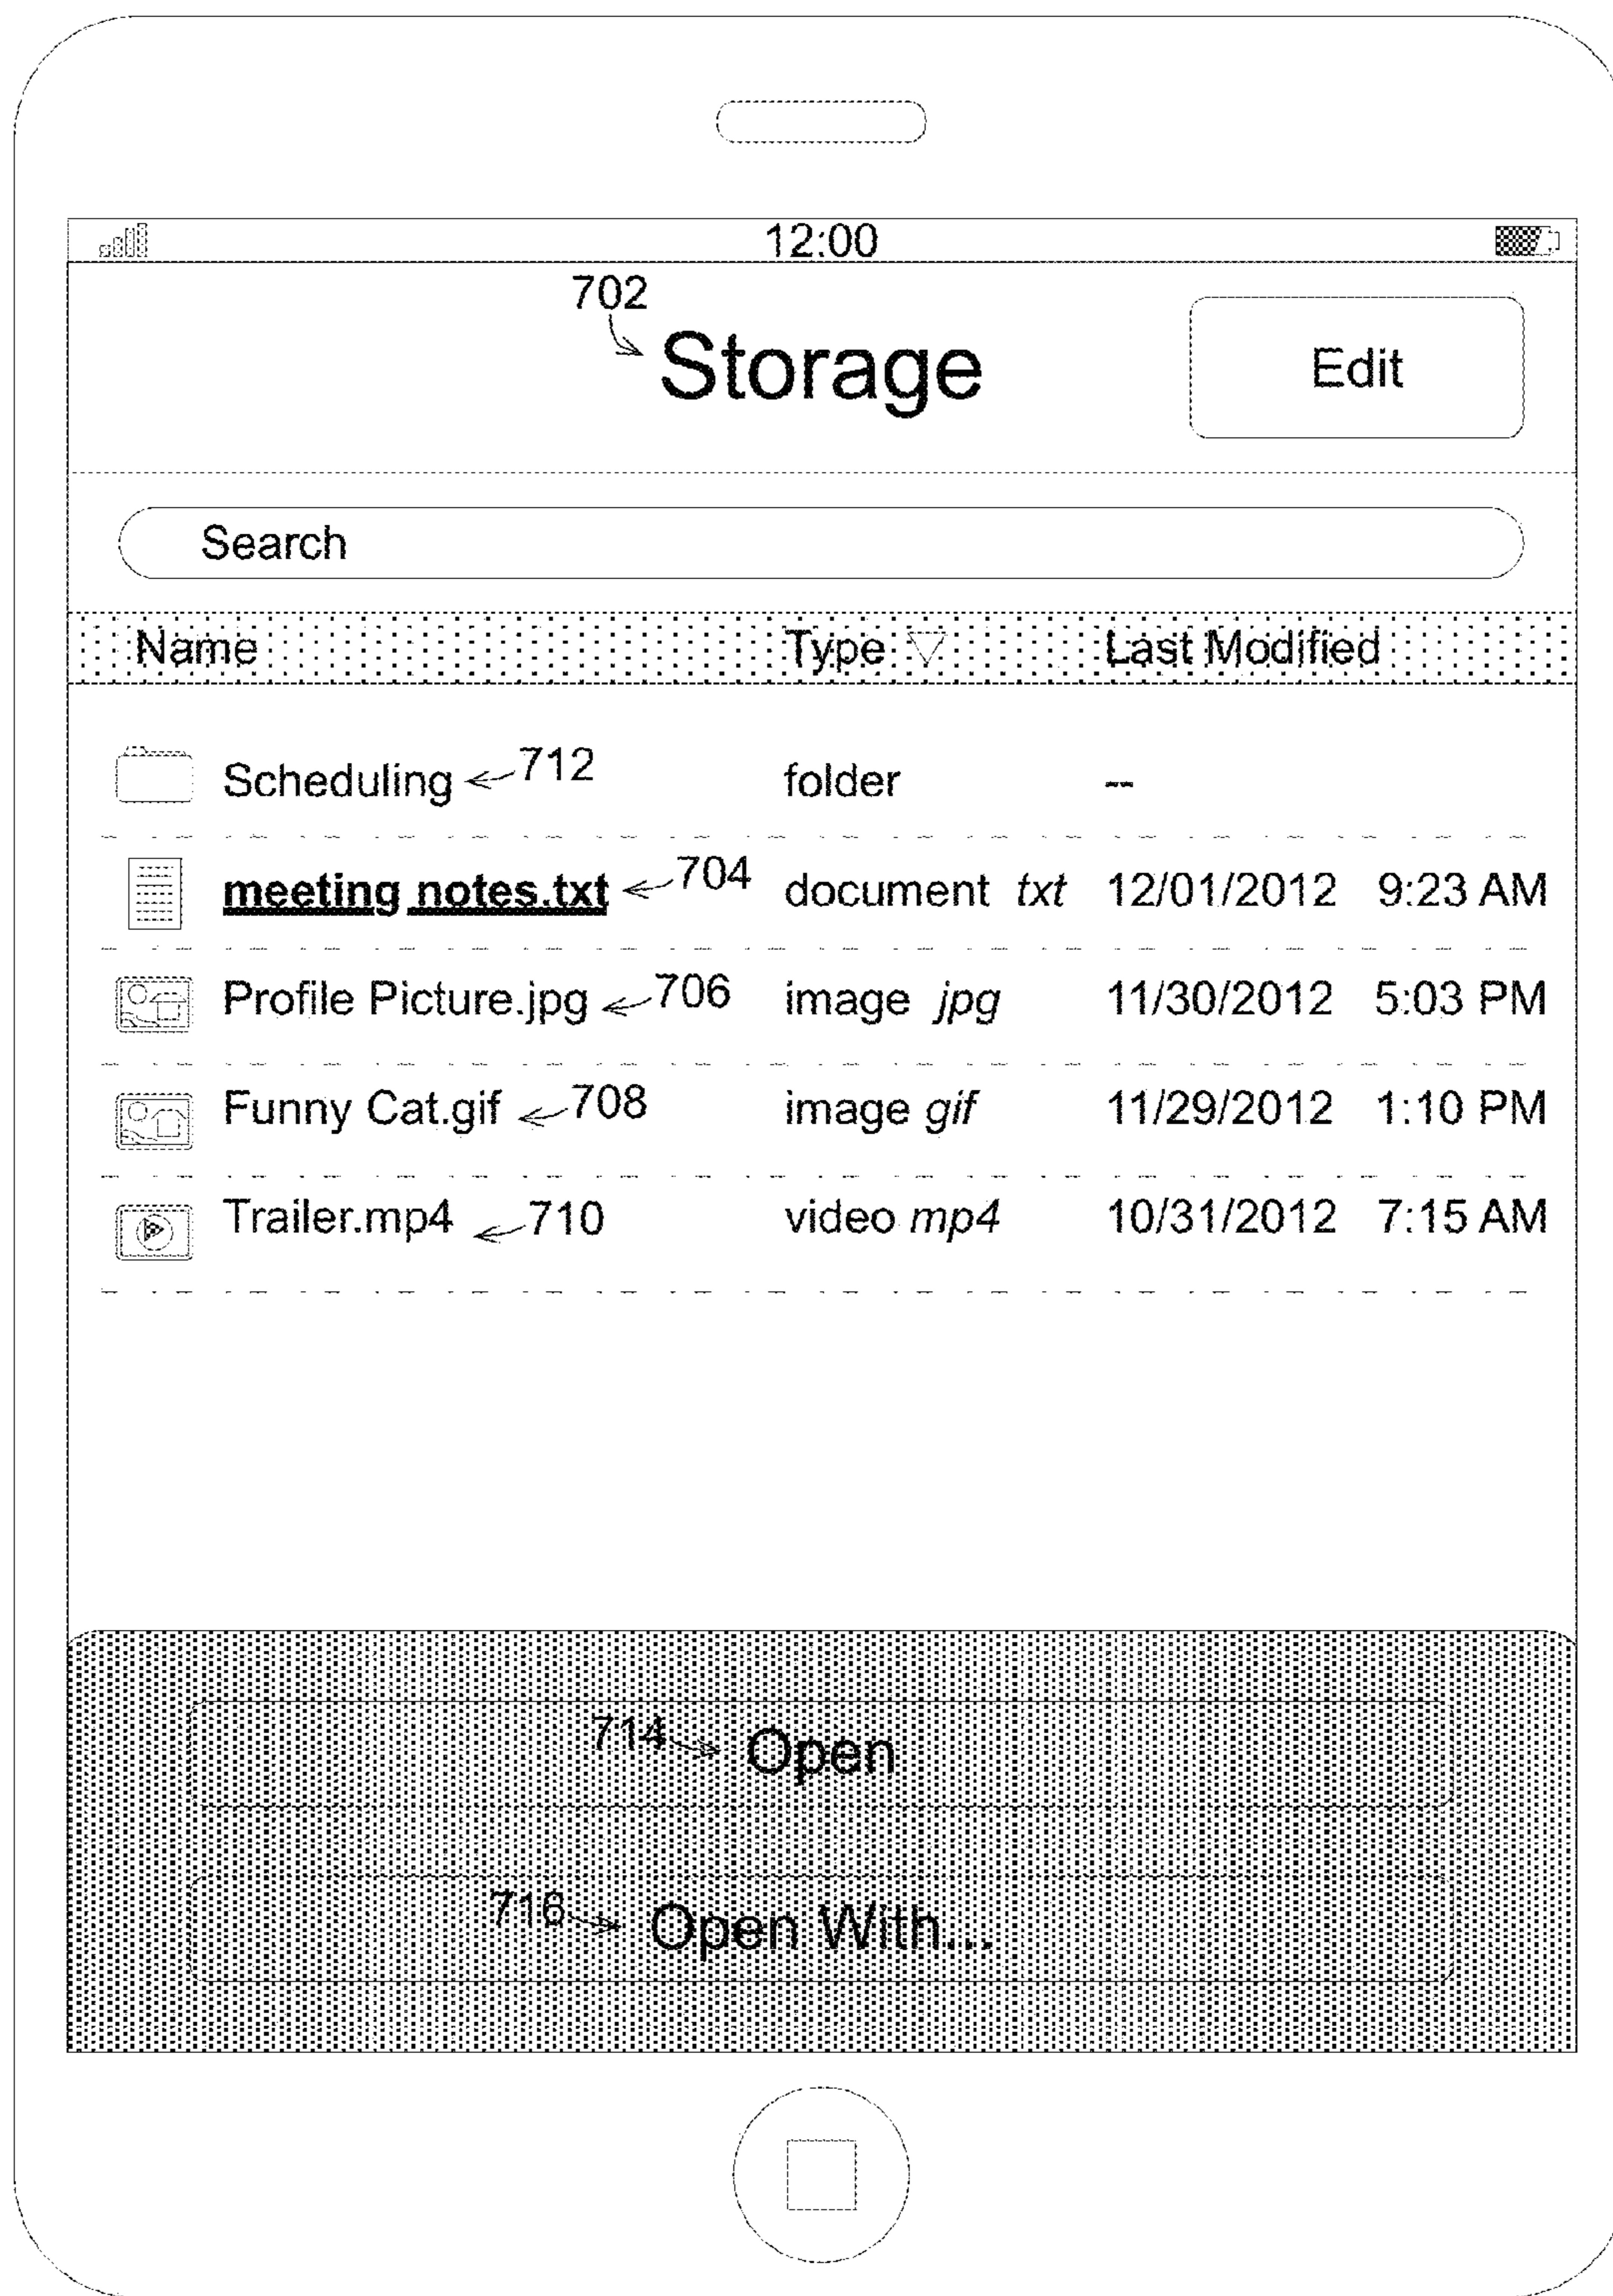 12:00
702
Storage
Edit
Search
Name Type Last Modified
Scheduling 712 folder --
meeting notes.txt 704 document txt 12/01/2012 9:23 AM
Profile Picture.jpg 706 image jpg 11/30/2012 5:03 PM
Funny Cat.gif 708 image gif 11/29/2012 1:10 PM
Trailer.mp4 710 video mp4 10/31/2012 7:15 AM
714 Open
716 Open With...